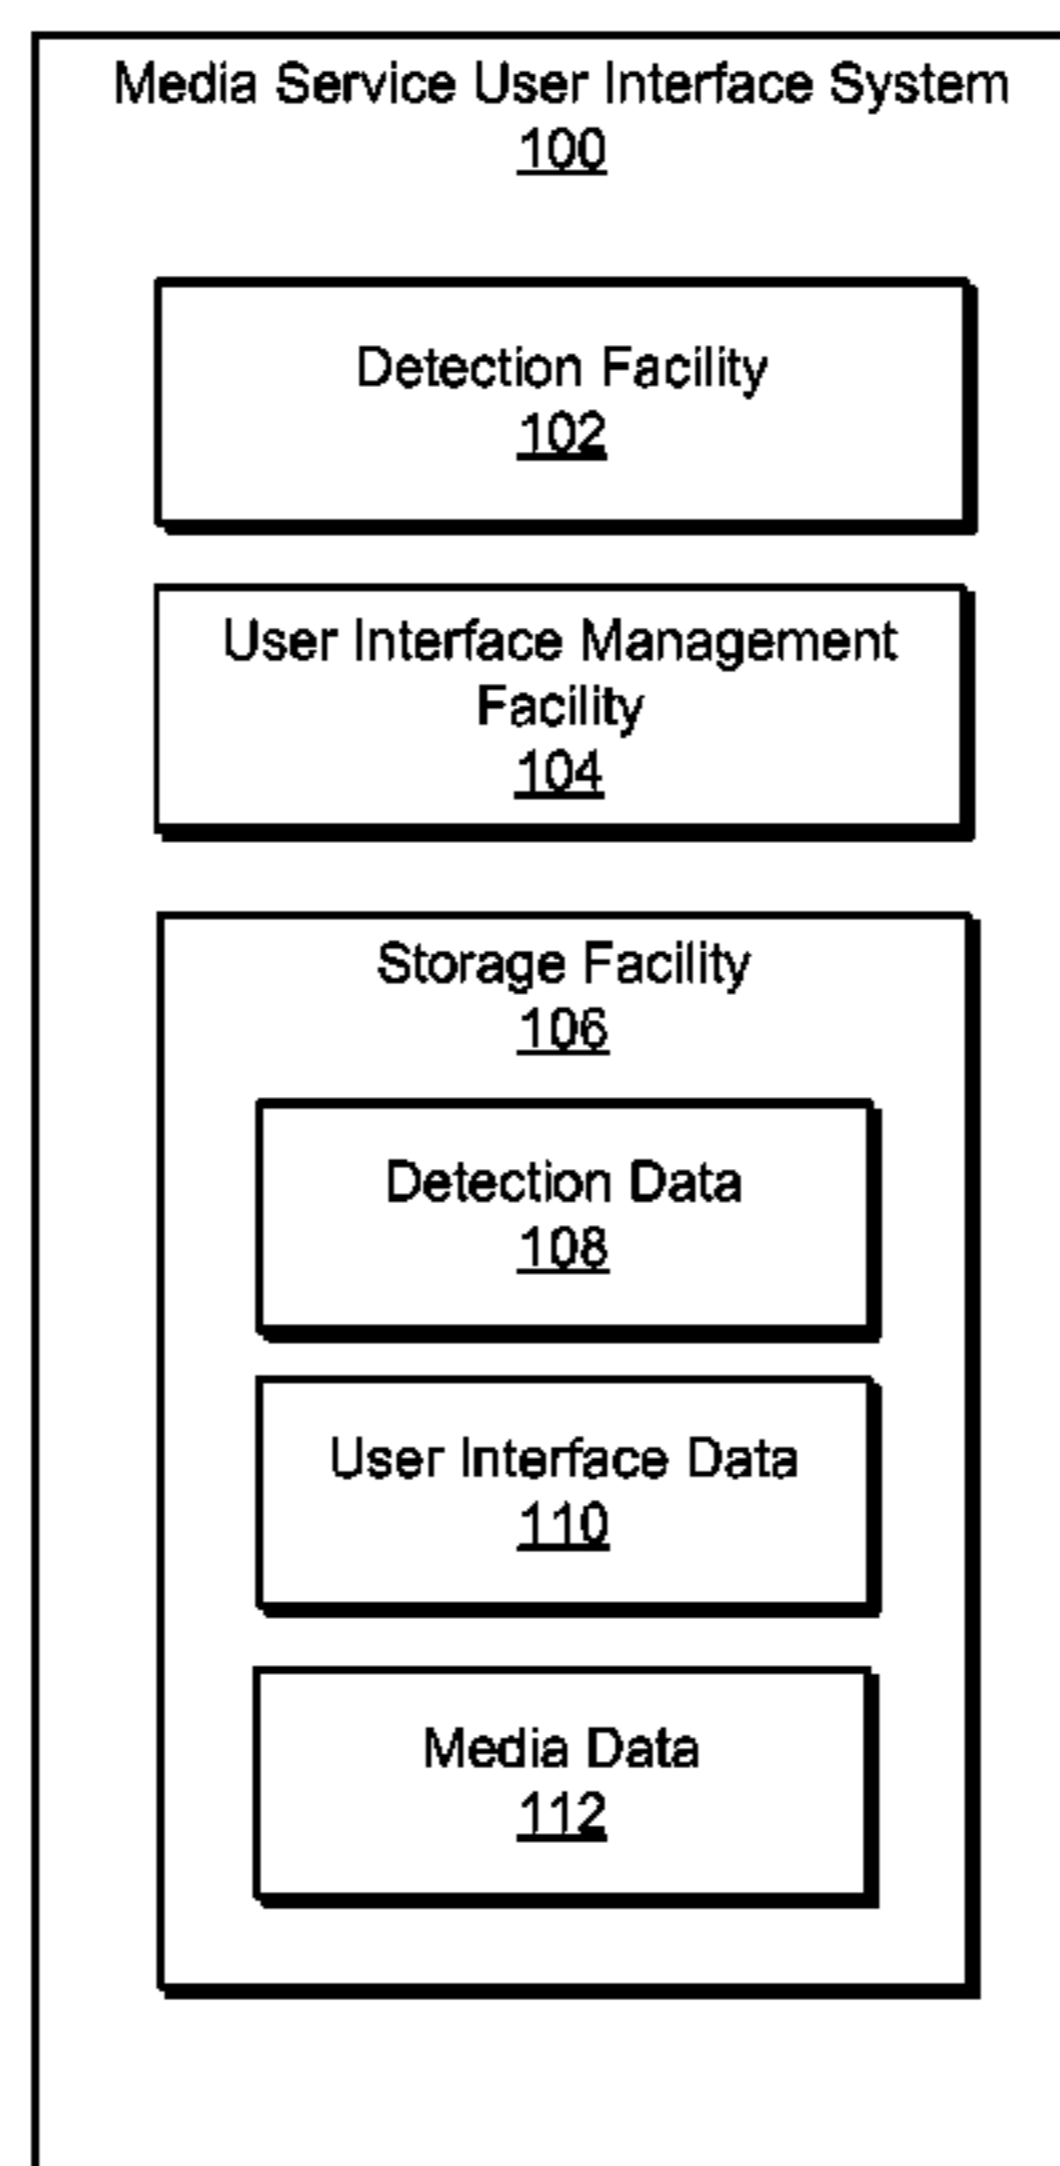 Media Service User Interface System
100
Detection Facility
102
User Interface Management
Facility
104
Storage Facility
106
Detection Data
108
User Interface Data
110
Media Data
112